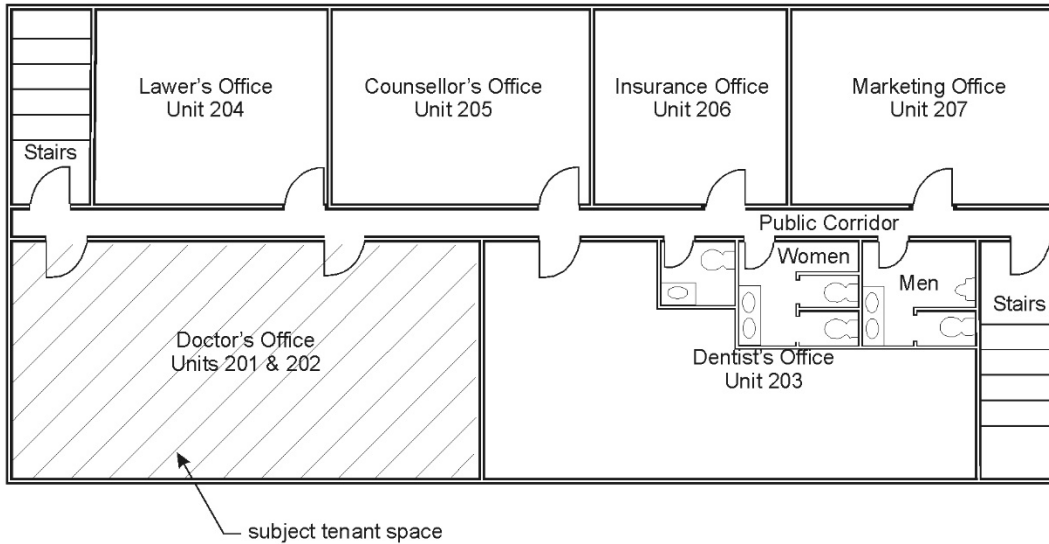 Lawer's Office
Unit 204
Counsellor's Office
Unit 205
Insurance Office
Unit 206
Marketing Office
Unit 207
Stairs
Public Corridor
Women
Men
Stairs
Doctor's Office
Units 201 & 202
Dentist's Office
Unit 203
subject tenant space